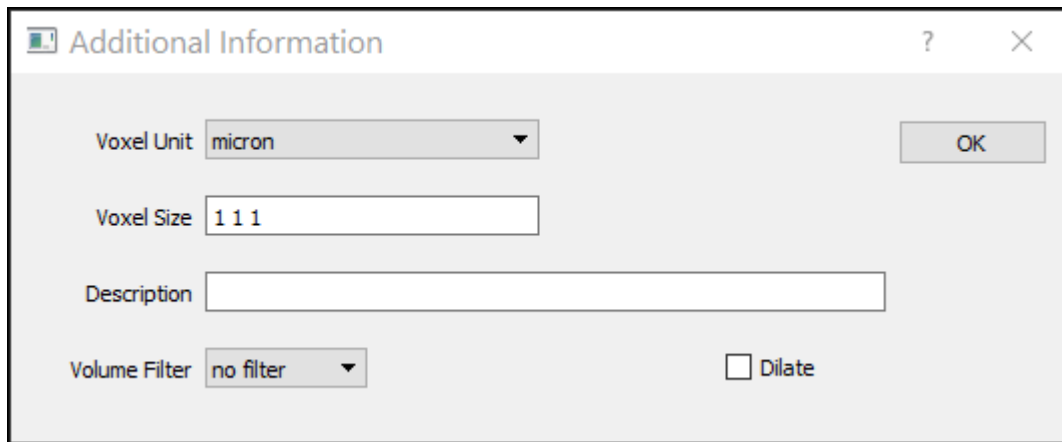 Additional Information ?
Voxel Unit micron OK
Voxel Size 1 1 1
Description
Volume Filter no filter Dilate